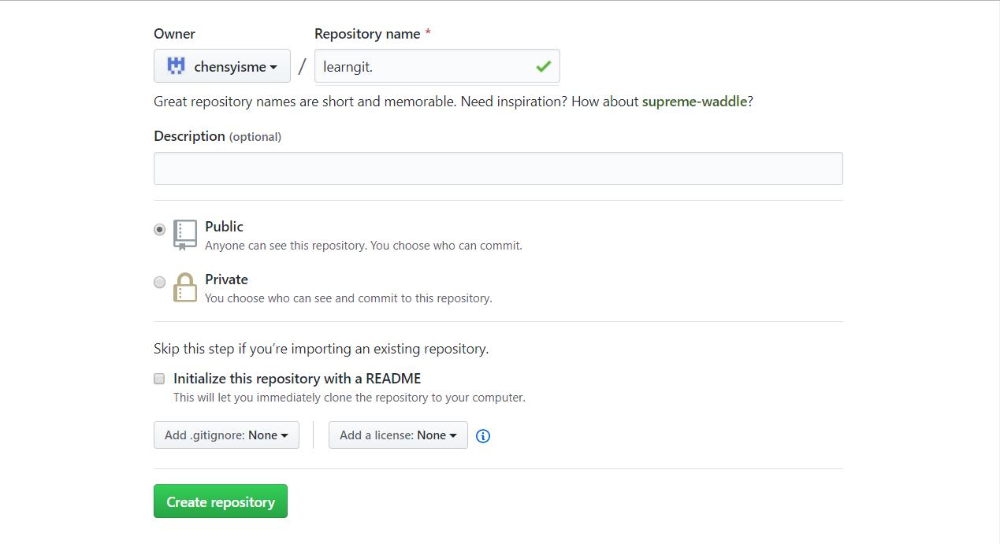 Owner
Repository name *
chensyisme / learngit.
Great repository names are short and memorable. Need inspiration? How about supreme-waddle?
Description (optional)
Public
Anyone can see this repository. You choose who can commit.
Private
You choose who can see and commit to this repository.
Skip this step if you’re importing an existing repository.
Initialize this repository with a README
This will let you immediately clone the repository to your computer.
Add .gitignore: None
Add a license: None
Create repository